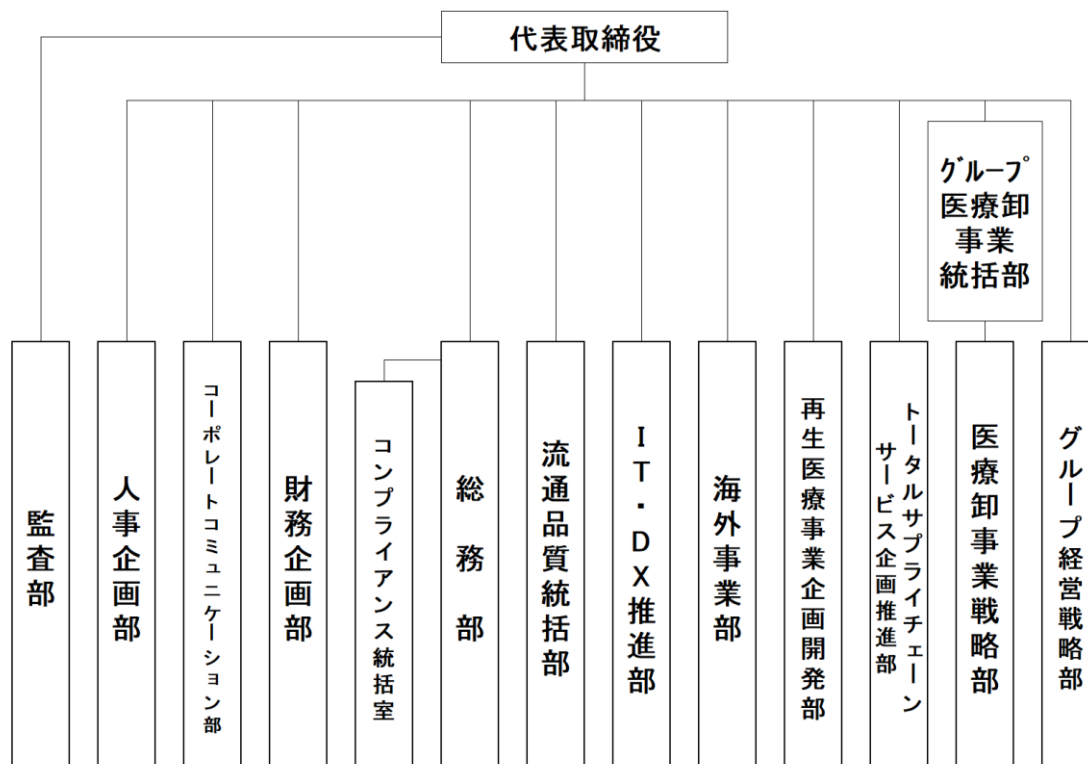 代表取締役
グループ
医療卸
事業
統括部
監査部
人事企画部
コーポレートコミュニケーション部
財務企画部
コンプライアンス統括室
総務部
流通品質統括部
IT・DX推進部
海外事業部
再生医療事業企画開発部
トータルサプライチェーン
サービス企画推進部
医療卸事業戦略部
グループ経営戦略部